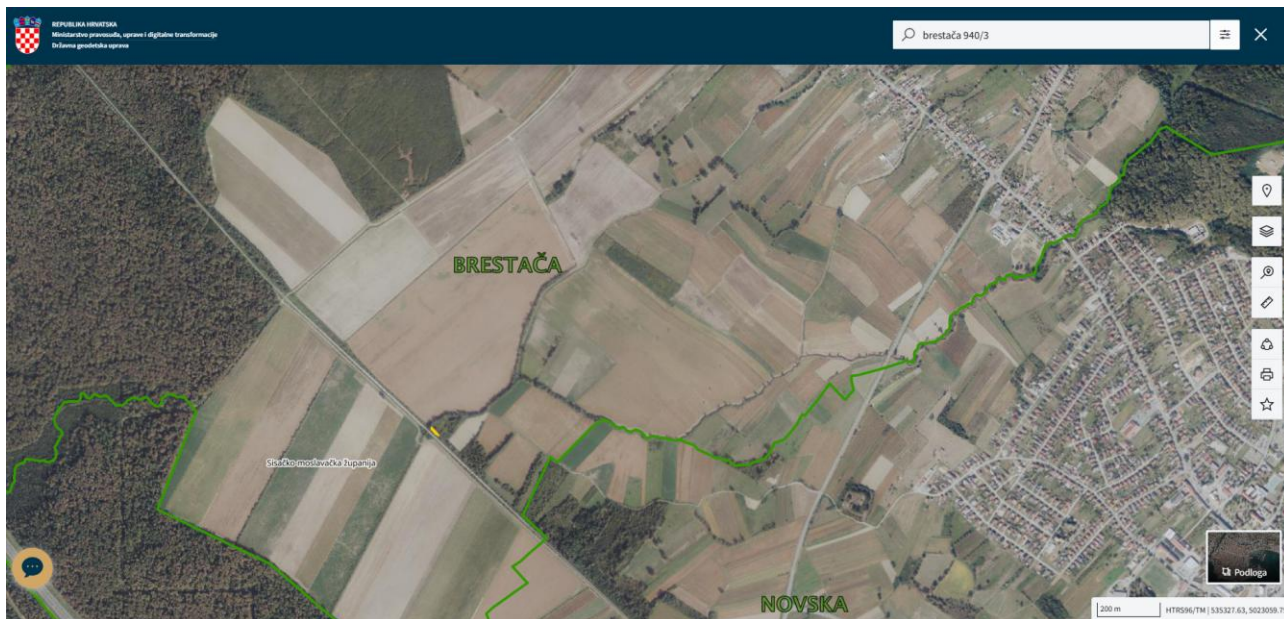 REPUBLIKA HRVATSKA
Ministarstvo pravosuđa, uprave i digitalne transformacije
Državna geodetska uprava
brestača 940/3
BRESTAČA
Sisačko-moslavačka županija
NOVSKA
Podloga
200 m
HTRS96/TM | 535327.63, 5023059.75